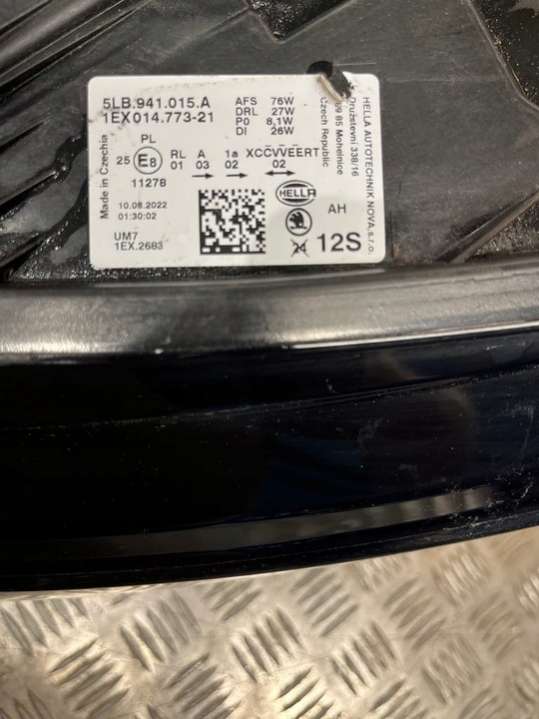 5LB.941.015.A
1EX014.773-21
AFS 76W
DRL 27W
P0 8,1W
DI 26W
PL
25 E8 RL A 1a XCC̄V̄V̄ĒERT
01 03 02 02
11278
Made in Czechia
10.08.2022
01:30:02
UM7
1EX.2683
HELLA
AH
12S
HELLA AUTOTECHNIK NOVA, s.r.o.
Družstevní 338/16
85 Mohelnice
Czech Republic